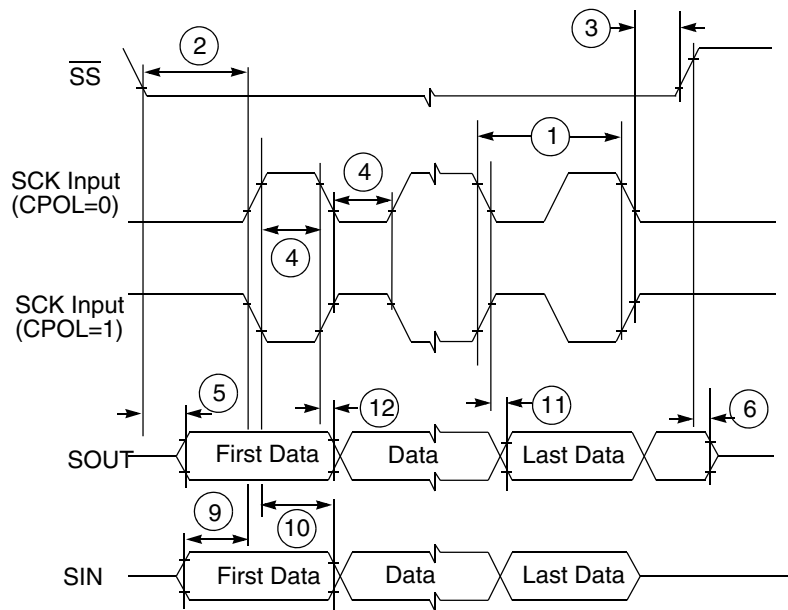 3
2
SS
1
SCK Input
(CPOL=0)
4
4
SCK Input
(CPOL=1)
5
12
11
6
SOUT
First Data
Data
Last Data
9
10
SIN
First Data
Data
Last Data